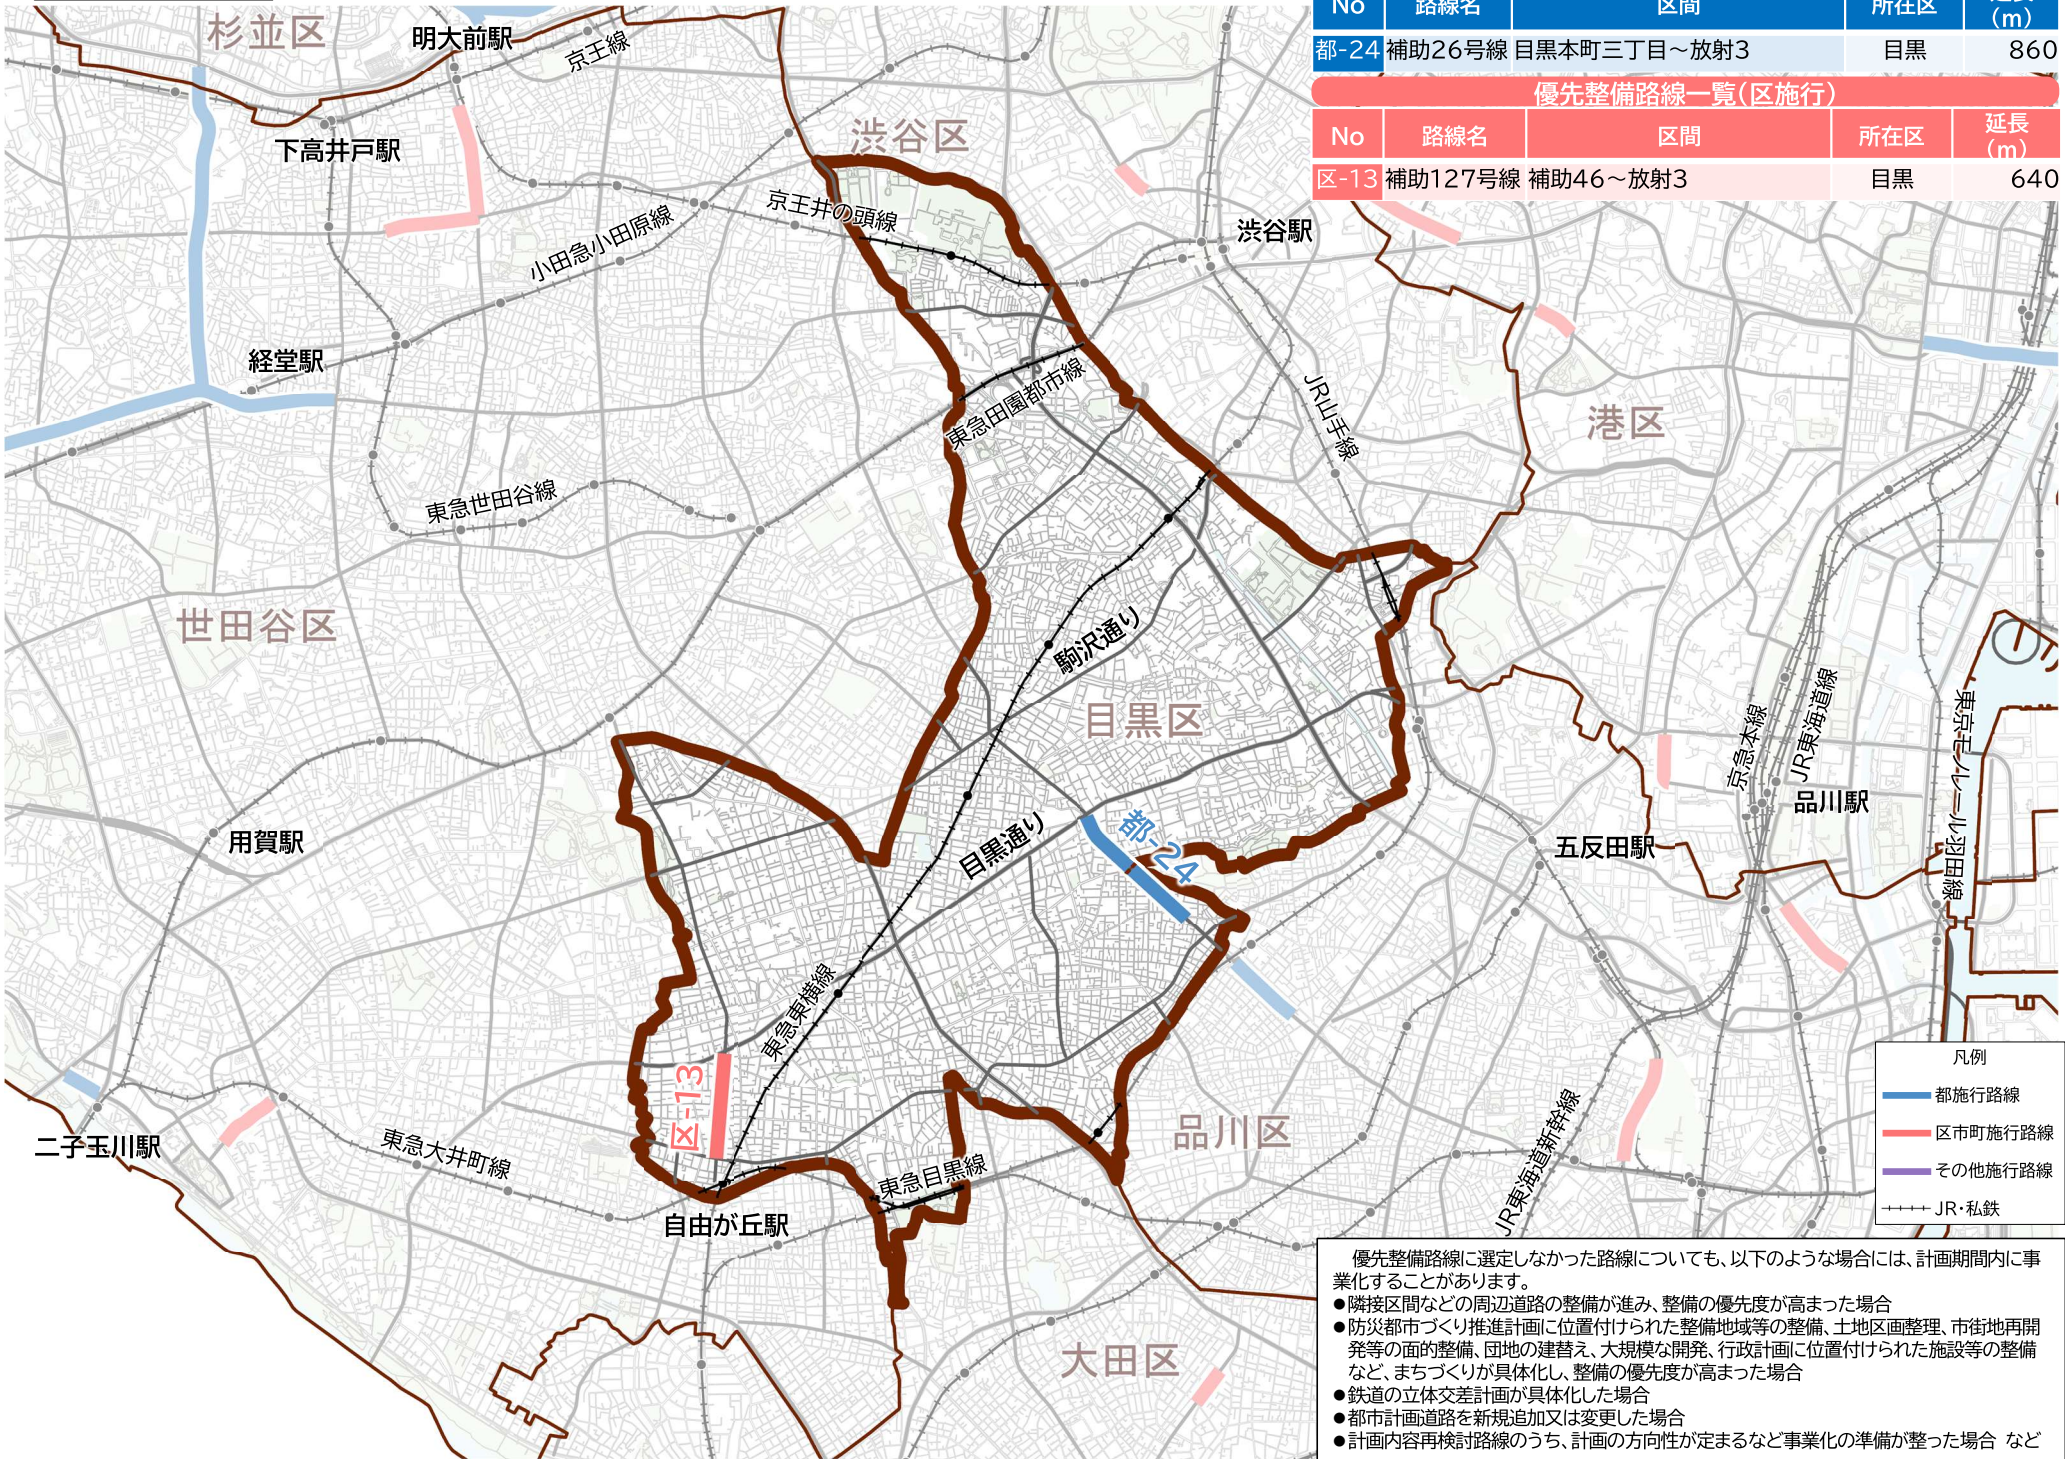 No 路線名 区間 所在区 延長
(m)
都-24 補助26号線 目黒本町三丁目～放射3 目黒 860
優先整備路線一覧(区施行)
No 路線名 区間 所在区 延長
(m)
区-13 補助127号線 補助46～放射3 目黒 640
杉並区
明大前駅
京王線
下高井戸駅
渋谷区
京王井の頭線
渋谷駅
小田急小田原線
経堂駅
東急田園都市線
JR山手線
港区
東急世田谷線
世田谷区
駒沢通り
目黒区
京急本線
JR東海道線
東京モノレール羽田線
品川駅
用賀駅
目黒通り
都-24
五反田駅
東急東横線
区-13
二子玉川駅
東急大井町線
品川区
東急目黒線
JR東海道新幹線
自由が丘駅
大田区
凡例
都施行路線
区市町施行路線
その他施行路線
JR・私鉄
優先整備路線に選定しなかった路線についても、以下のような場合には、計画期間内に事
業化することがあります。
●隣接区間などの周辺道路の整備が進み、整備の優先度が高まった場合
●防災都市づくり推進計画に位置付けられた整備地域等の整備、土地区画整理、市街地再開
発等の面的整備、団地の建替え、大規模な開発、行政計画に位置付けられた施設等の整備
など、まちづくりが具体化し、整備の優先度が高まった場合
●鉄道の立体交差計画が具体化した場合
●都市計画道路を新規追加又は変更した場合
●計画内容再検討路線のうち、計画の方向性が定まるなど事業化の準備が整った場合 など